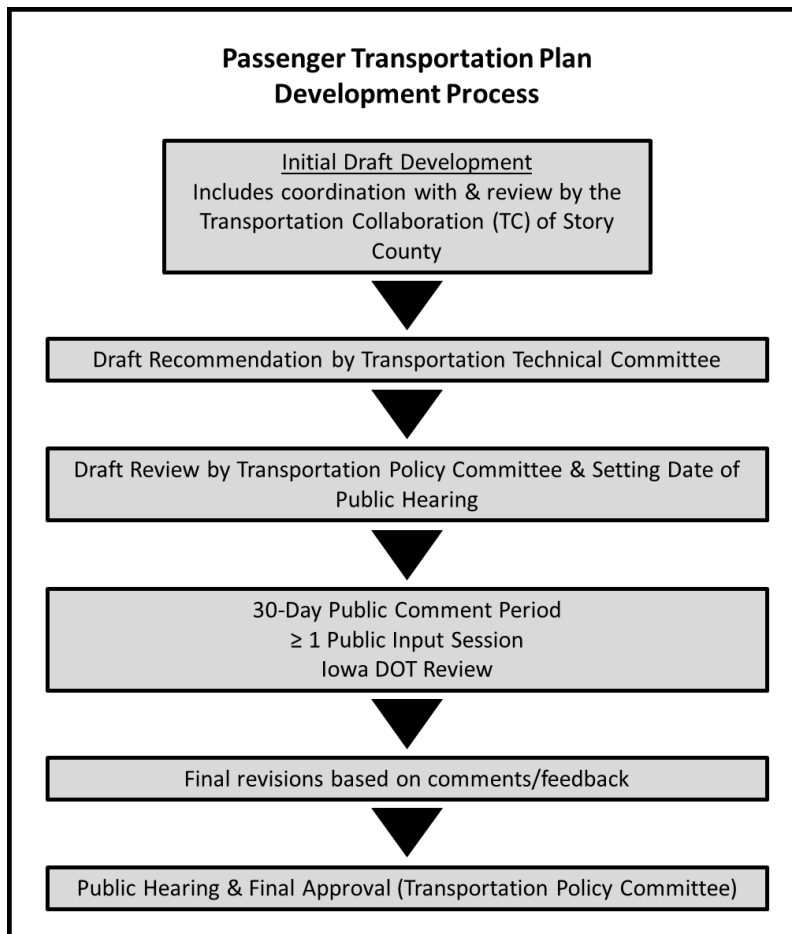 Passenger Transportation Plan
Development Process
Initial Draft Development
Includes coordination with & review by the
Transportation Collaboration (TC) of Story
County
Draft Recommendation by Transportation Technical Committee
Draft Review by Transportation Policy Committee & Setting Date of
Public Hearing
30-Day Public Comment Period
≥ 1 Public Input Session
Iowa DOT Review
Final revisions based on comments/feedback
Public Hearing & Final Approval (Transportation Policy Committee)